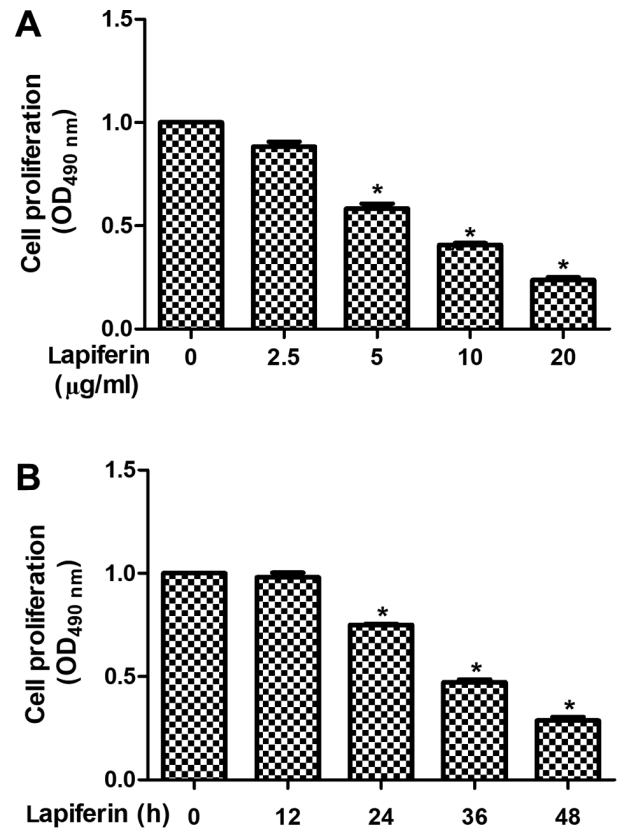 A
Cell proliferation
(OD490 nm)
1.5
1.0
0.5
0.0
* * *
Lapiferin 0 2.5 5 10 20
(μg/ml)
B
Cell proliferation
(OD490 nm)
1.5
1.0
0.5
0.0
* * *
Lapiferin (h) 0 12 24 36 48